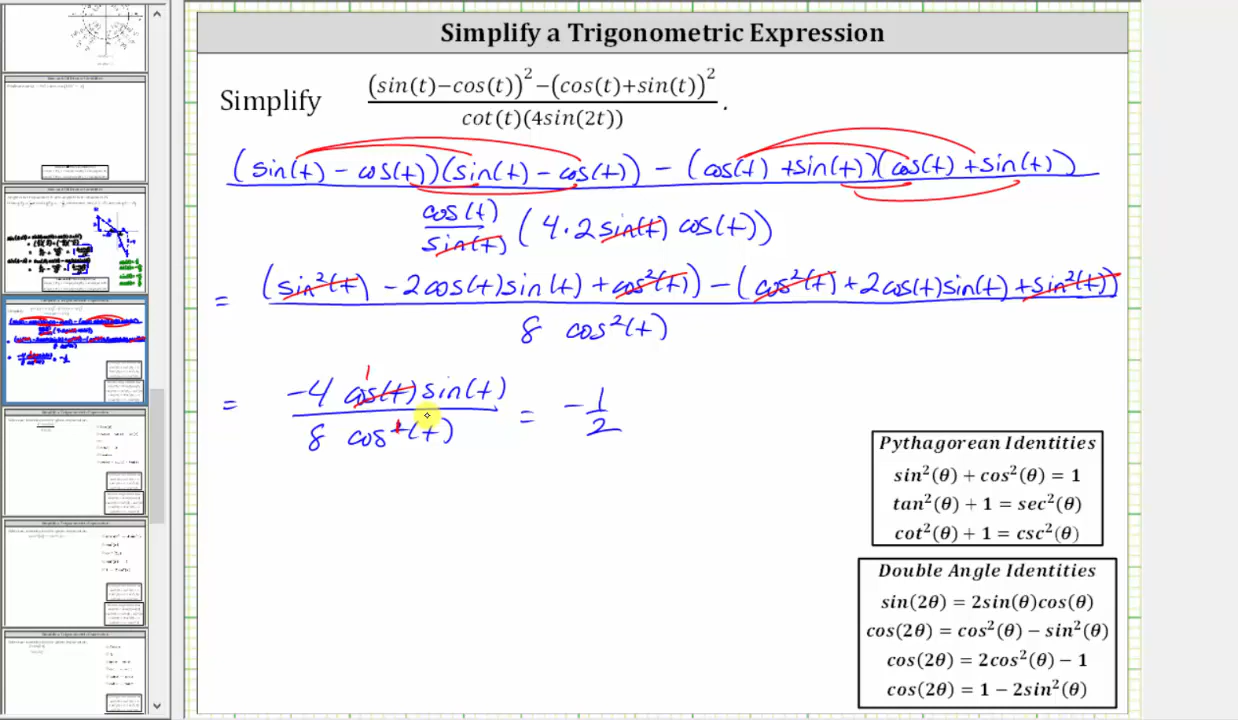 Simplify a Trigonometric Expression
Simplify (sin(t)−cos(t))²−(cos(t)+sin(t))² / cot(t)(4sin(2t)) .
(sin(t) − cos(t))(sin(t) − cos(t)) − (cos(t) +sin(t))(cos(t) +sin(t))
cos(t) / sin(t) (4·2sin(t) cos(t))
= (sin²(t) −2cos(t)sin(t) +cos²(t)) −(cos²(t) +2cos(t)sin(t) +sin²(t))
8 cos²(t)
1
= −4 cos(t) sin(t) / 8 cos²(t) = −1/2
Pythagorean Identities
sin²(θ) + cos²(θ) = 1
tan²(θ) + 1 = sec²(θ)
cot²(θ) + 1 = csc²(θ)
Double Angle Identities
sin(2θ) = 2sin(θ)cos(θ)
cos(2θ) = cos²(θ) − sin²(θ)
cos(2θ) = 2cos²(θ) − 1
cos(2θ) = 1 − 2sin²(θ)